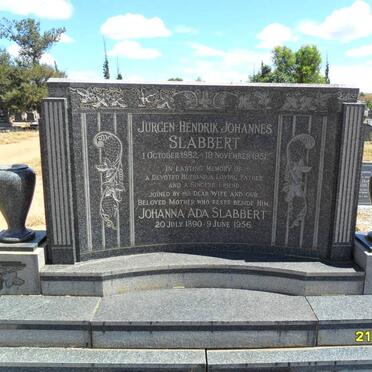 JURGEN HENDRIK JOHANNES
SLABBERT
1 OCTOBER 1882 - 18 NOVEMBER 1951
IN LASTING MEMORY OF
A DEVOTED HUSBAND & LOVING FATHER
AND A SINCERE FRIEND
JOINED BY HIS DEAR WIFE AND OUR
BELOVED MOTHER WHO RESTS BESIDE HIM
JOHANNA ADA SLABBERT
20 JULY 1890 - 9 JUNE 1956
21